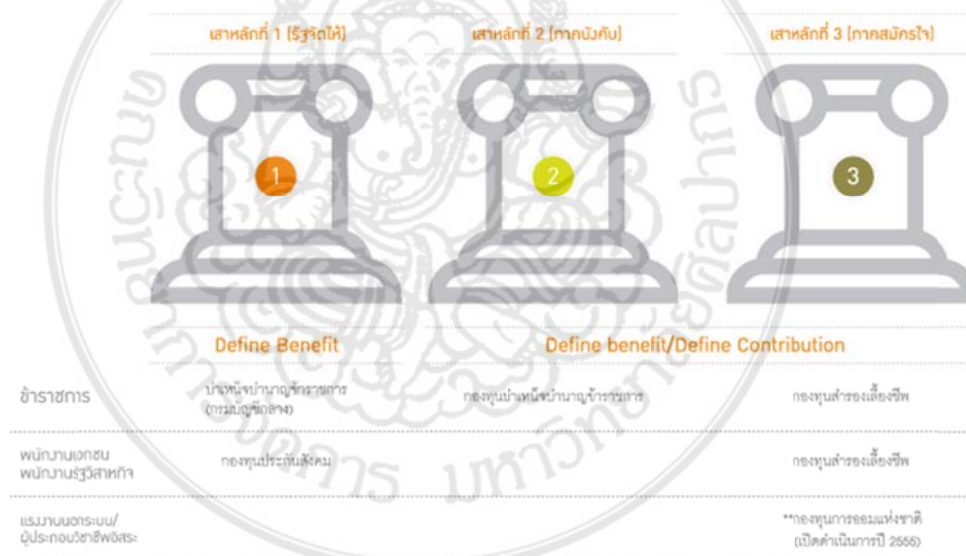 เสาหลักที่ 1 (รัฐจัดให้)
เสาหลักที่ 2 (ภาคบังคับ)
เสาหลักที่ 3 (ภาคสมัครใจ)
1
2
3
Define Benefit
Define benefit/Define Contribution
ข้าราชการ
บำเหน็จบำนาญข้าราชการ
(กรมบัญชีกลาง)
กองทุนบำเหน็จบำนาญข้าราชการ
กองทุนสำรองเลี้ยงชีพ
พนักงานเอกชน
พนักงานรัฐวิสาหกิจ
กองทุนประกันสังคม
กองทุนสำรองเลี้ยงชีพ
แรงงานนอกระบบ/
ผู้ประกอบวิชาชีพอิสระ
**กองทุนการออมแห่งชาติ
(เปิดดำเนินการปี 2555)